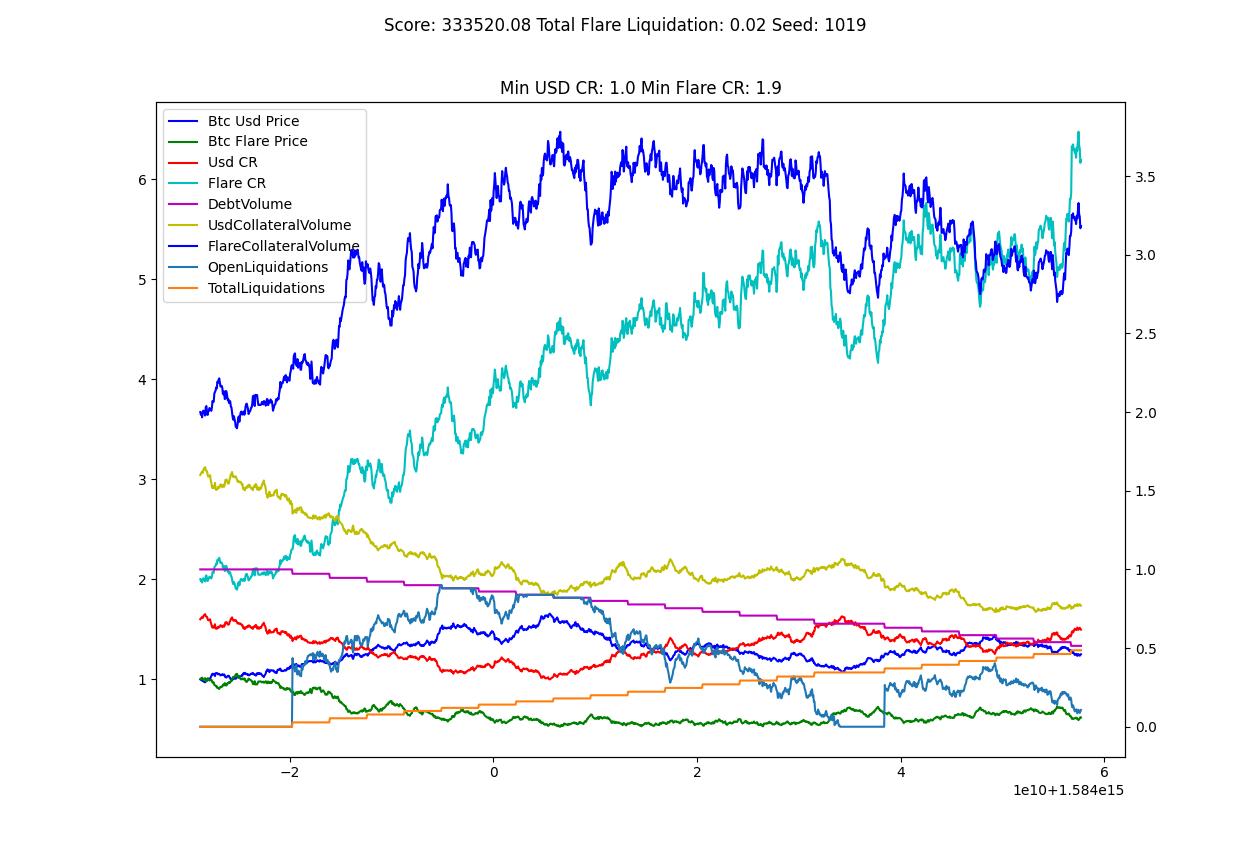 Score: 333520.08 Total Flare Liquidation: 0.02 Seed: 1019
Min USD CR: 1.0 Min Flare CR: 1.9
Btc Usd Price
Btc Flare Price
Usd CR
Flare CR
DebtVolume
UsdCollateralVolume
FlareCollateralVolume
OpenLiquidations
TotalLiquidations
6
5
4
3
2
1
3.5
3.0
2.5
2.0
1.5
1.0
0.5
0.0
−2
0
2
4
6
1e10+1.584e15